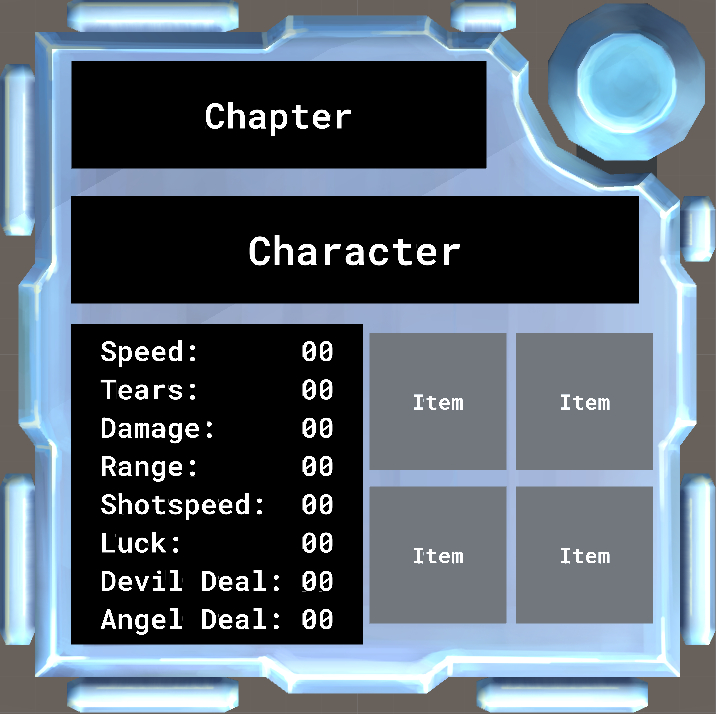 Chapter
Character
Speed: 00
Tears: 00
Damage: 00
Range: 00
Shotspeed: 00
Luck: 00
Devil Deal: 00
Angel Deal: 00
Item Item
Item Item